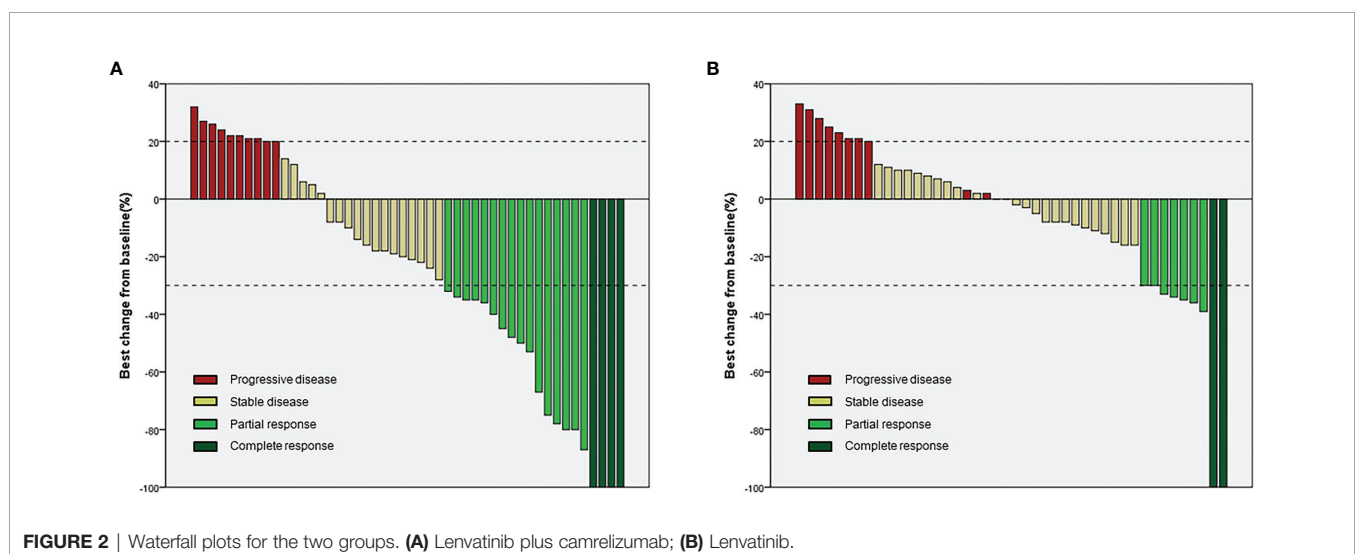 A
B
40
20
0
-20
-40
-60
-80
-100
Best change from baseline(%)
Progressive disease
Stable disease
Partial response
Complete response
40
20
0
-20
-40
-60
-80
-100
Best change from baseline(%)
Progressive disease
Stable disease
Partial response
Complete response
FIGURE 2 | Waterfall plots for the two groups. (A) Lenvatinib plus camrelizumab; (B) Lenvatinib.